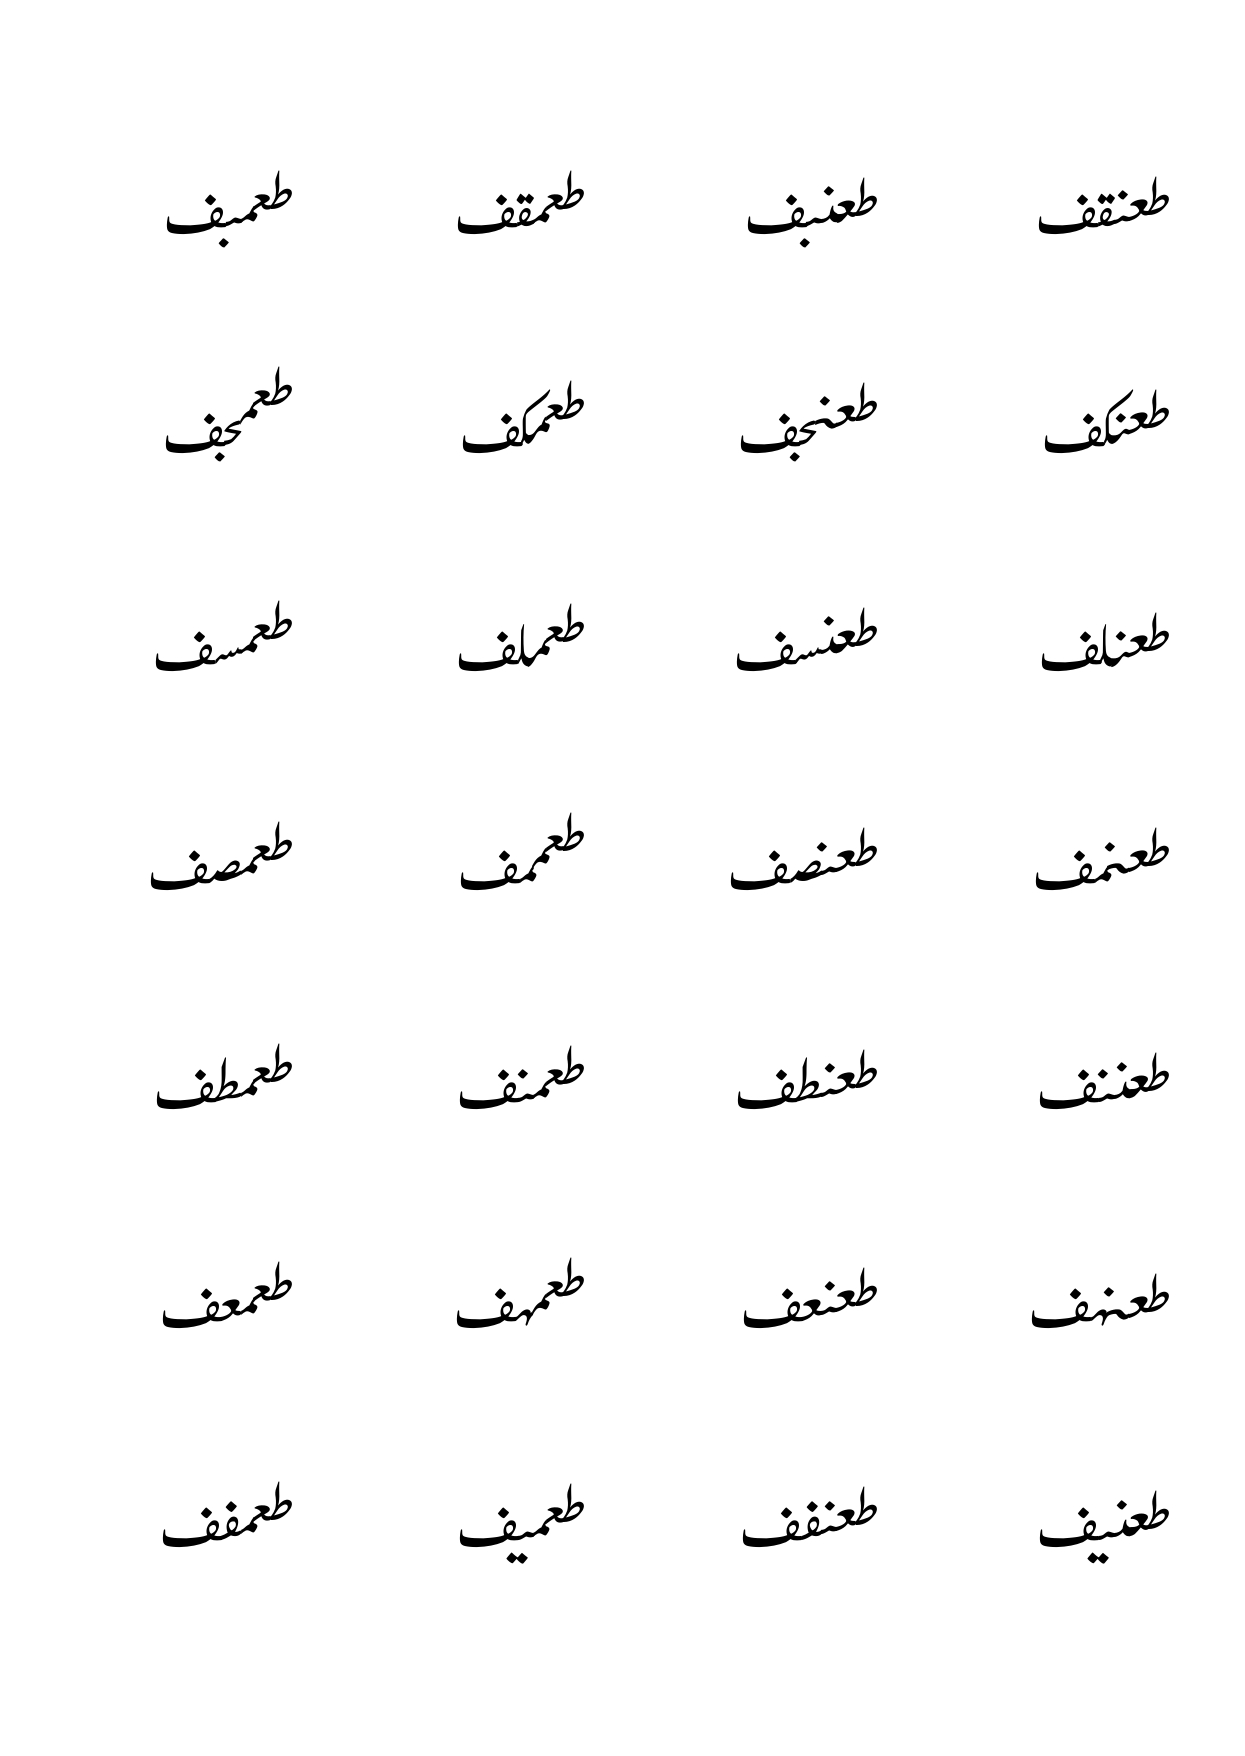 طعنقف طعنبف طعمقف طعمبف
طعنكف طعنحبف طعمكف طعمجف
طعنلف طعنسف طعملف طعمسف
طعنمف طعنصف طعممف طعمصف
طعننف طعنطف طعمنف طعمطف
طعنهف طعنعف طعمهف طعمعف
طعنيف طعنفف طعميف طعمفف